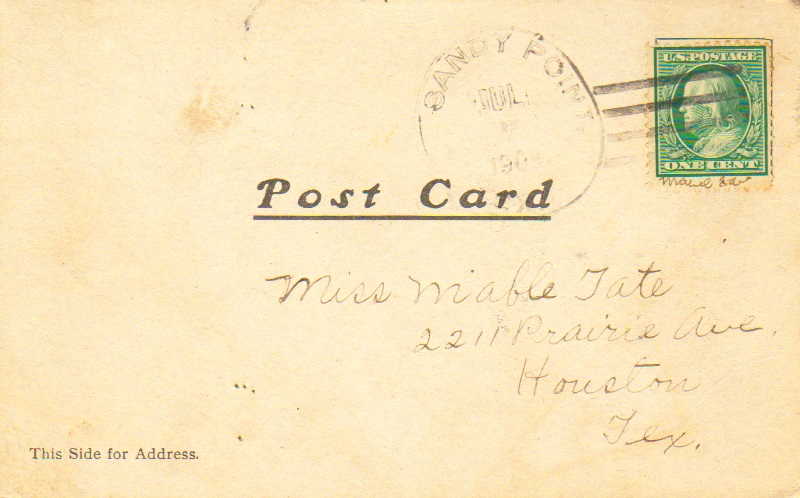 SANDY POINT
JUL
190
U.S. POSTAGE
ONE CENT
Post Card
Miss Mable Tate
2211 Prairie Ave.
Houston
Tex.
This Side for Address.